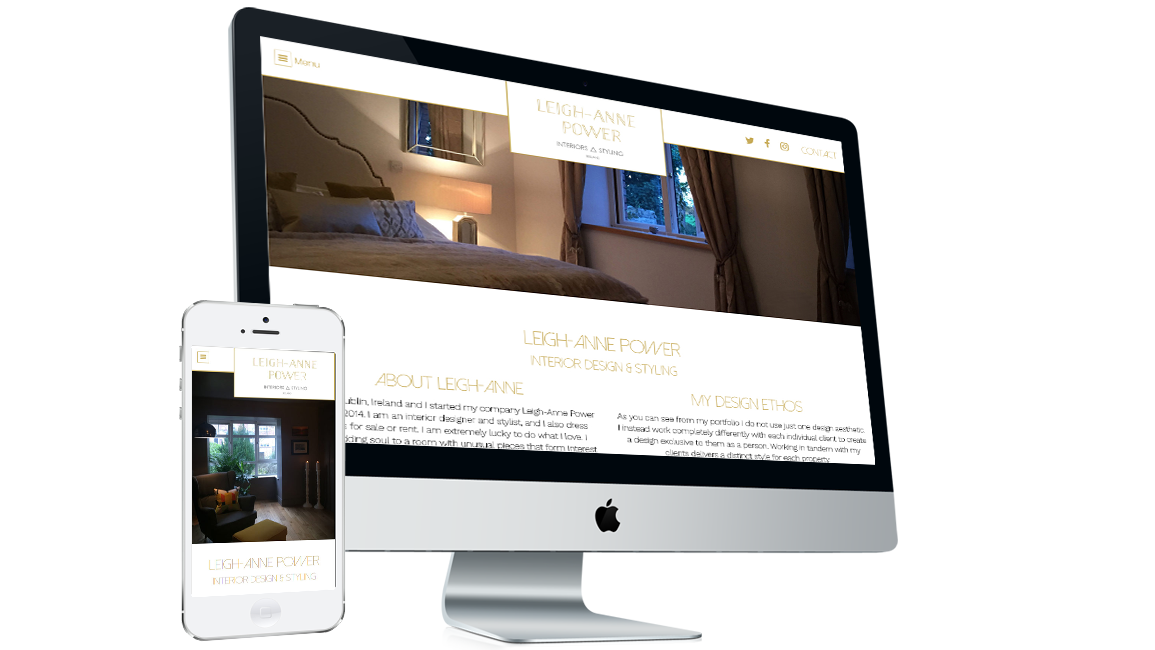 Menu
LEIGH-ANNE
POWER
INTERIORS & STYLING
CONTACT
LEIGH-ANNE POWER
INTERIOR DESIGN & STYLING
ABOUT LEIGH-ANNE
ublin, Ireland and I started my company Leigh-Anne Power
2014. I am an interior designer and stylist, and I also dress
s for sale or rent. I am extremely lucky to do what I love. I
dding soul to a room with unusual pieces that form interest
MY DESIGN ETHOS
As you can see from my portfolio I do not use just one design aesthetic.
I instead work completely differently with each individual client to create
a design exclusive to them as a person. Working in tandem with my
clients delivers a distinct style for each property.
LEIGH-ANNE
POWER
INTERIORS & STYLING
LEIGH-ANNE POWER
INTERIOR DESIGN & STYLING